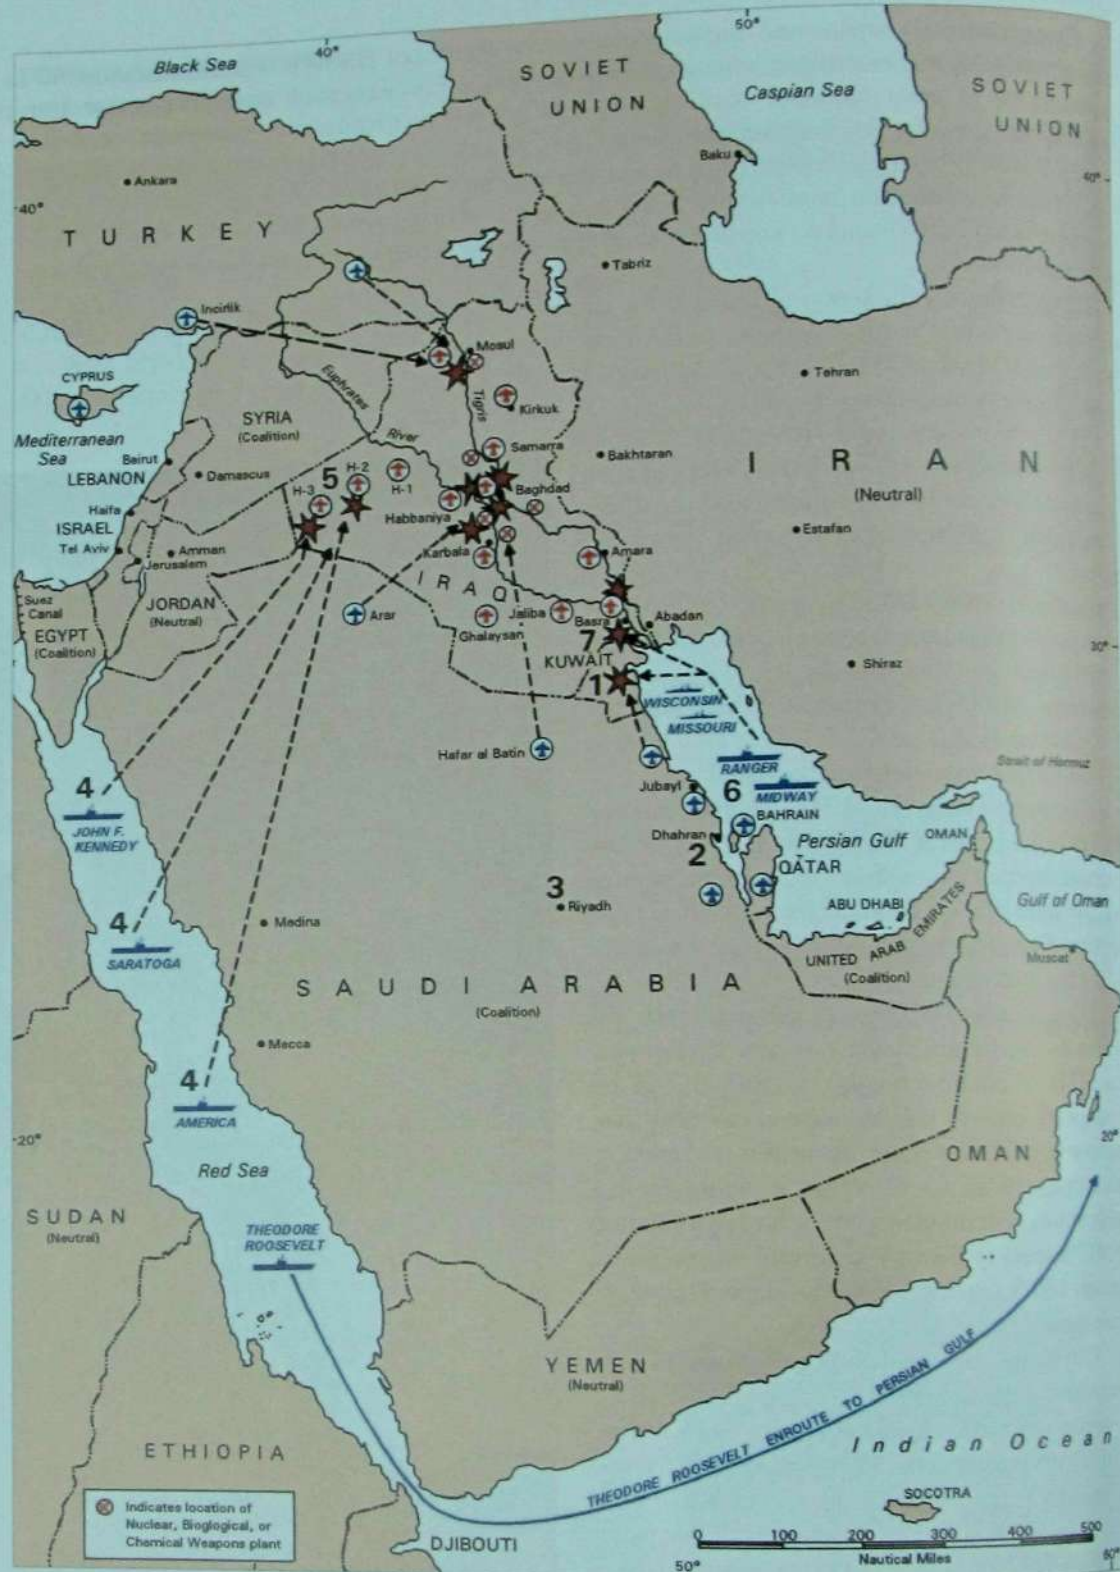 40°
50°
Black Sea
SOVIET
UNION
Caspian Sea
SOVIET
UNION
Baku
Ankara
40°
40°
TURKEY
Tabriz
Incirlik
Mosul
CYPRUS
Tehran
Euphrates
Tigris
Kirkuk
SYRIA
(Coalition)
River
Mediterranean
Sea
Beirut
Samarra
Bakhtaran
IRAN
(Neutral)
LEBANON
Damascus
5
H-2
H-3
H-1
Baghdad
Haifa
Habbaniya
Estafan
ISRAEL
Tel Aviv
Amman
Karbala
Amara
Jerusalem
IRAQ
Suez
Canal
JORDAN
(Neutral)
Arar
Jaliba
Basra
Abadan
EGYPT
(Coalition)
Ghalaysan
7
30°
KUWAIT
Shiraz
1
WISCONSIN
MISSOURI
Hafar al Batin
RANGER
Strait of Hormuz
4
Jubayl
6
MIDWAY
JOHN F.
KENNEDY
BAHRAIN
Dhahran
Persian Gulf
OMAN
2
QATAR
3
Riyadh
ABU DHABI
Gulf of Oman
4
Medina
UNITED ARAB EMIRATES
(Coalition)
Muscat
SARATOGA
SAUDI ARABIA
(Coalition)
Mecca
4
AMERICA
20°
20°
OMAN
Red Sea
SUDAN
(Neutral)
THEODORE
ROOSEVELT
YEMEN
(Neutral)
THEODORE ROOSEVELT ENROUTE TO PERSIAN GULF
Indian Ocean
ETHIOPIA
SOCOTRA
Indicates location of
Nuclear, Bioglogical, or
Chemical Weapons plant
DJIBOUTI
0 100 200 300 400 500
Nautical Miles
50°
60°